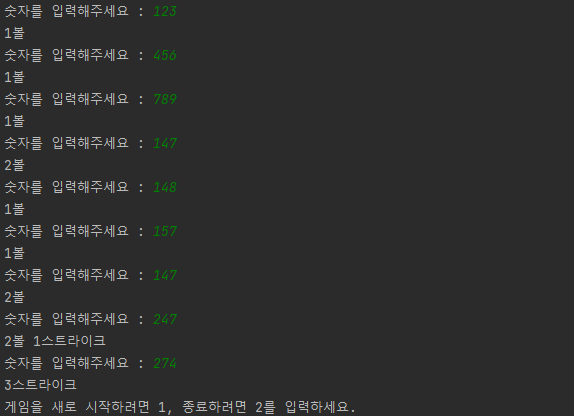 숫자를 입력해주세요 : 123
1볼
숫자를 입력해주세요 : 456
1볼
숫자를 입력해주세요 : 789
1볼
숫자를 입력해주세요 : 147
2볼
숫자를 입력해주세요 : 148
1볼
숫자를 입력해주세요 : 157
1볼
숫자를 입력해주세요 : 147
2볼
숫자를 입력해주세요 : 247
2볼 1스트라이크
숫자를 입력해주세요 : 274
3스트라이크
게임을 새로 시작하려면 1, 종료하려면 2를 입력하세요.